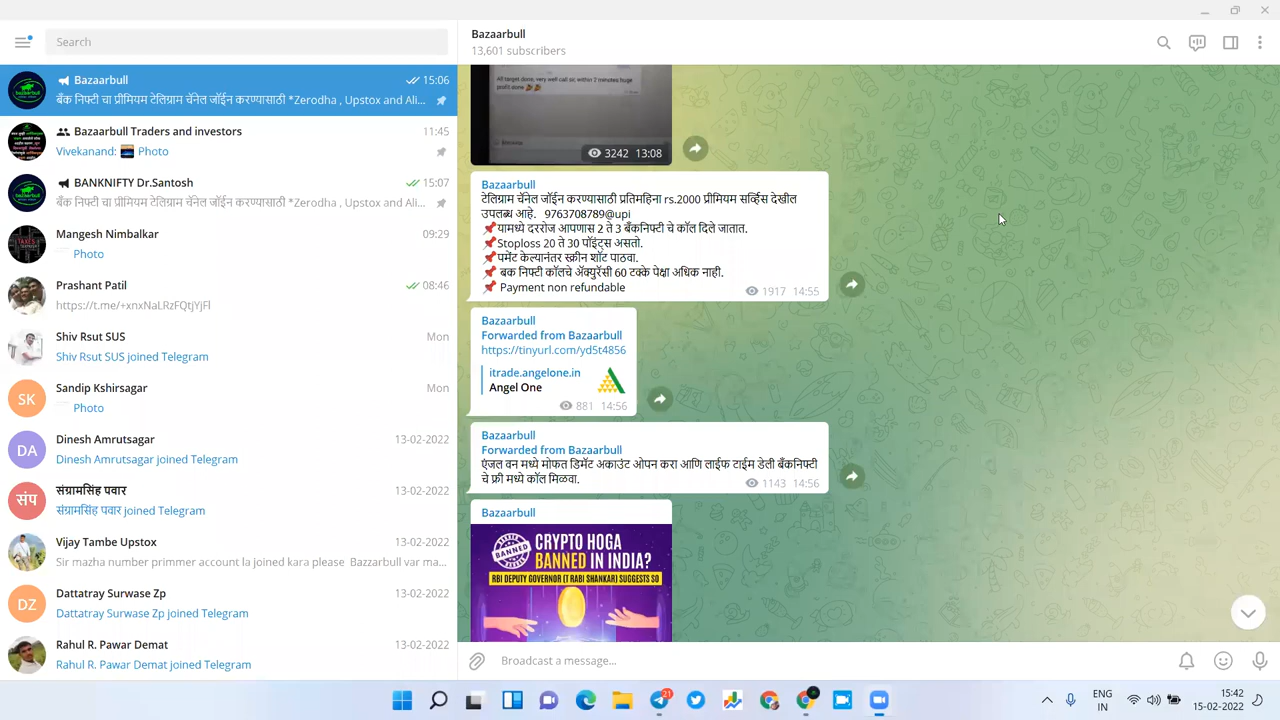 Search
Bazaarbull
15:06
बँक निफ्टी चा प्रीमियम टेलिग्राम चॅनेल जॉईन करण्यासाठी *Zerodha , Upstox and Ali...
Bazaarbull Traders and investors
11:45
Vivekanand: Photo
BANKNIFTY Dr.Santosh
15:07
बँक निफ्टी चा प्रीमियम टेलिग्राम चॅनेल जॉईन करण्यासाठी *Zerodha , Upstox and Ali...
Mangesh Nimbalkar
09:29
Photo
Prashant Patil
08:46
https://t.me/+xnxNaLRzFQtjYjFl
Shiv Rsut SUS
Mon
Shiv Rsut SUS joined Telegram
SK
Sandip Kshirsagar
Mon
Photo
DA
Dinesh Amrutsagar
13-02-2022
Dinesh Amrutsagar joined Telegram
संप
संग्रामसिंह पवार
13-02-2022
संग्रामसिंह पवार joined Telegram
Vijay Tambe Upstox
13-02-2022
Sir mazha number primmer account la joined kara please Bazzarbull var ma...
DZ
Dattatray Surwase Zp
13-02-2022
Dattatray Surwase Zp joined Telegram
Rahul R. Pawar Demat
13-02-2022
Rahul R. Pawar Demat joined Telegram
Bazaarbull
13,601 subscribers
All target done, very well call sir, within 7 minutes huge
profit done
3242 13:08
Bazaarbull
टेलिग्राम चॅनेल जॉईन करण्यासाठी प्रतिमहिना rs.2000 प्रीमियम सर्व्हिस देखील
उपलब्ध आहे. 9763708789@upi
📌यामध्ये दररोज आपणास 2 ते 3 बँकनिफ्टी चे कॉल दिले जातात.
📌Stoploss 20 ते 30 पॉइंट्स असतो.
📌पमेंट केल्यानंतर स्क्रीन शॉट पाठवा.
📌 बक निफ्टी कॉलचे ॲक्युरॅसी 60 टक्के पेक्षा अधिक नाही.
📌 Payment non refundable
1917 14:55
Bazaarbull
Forwarded from Bazaarbull
https://tinyurl.com/yd5t4856
itrade.angelone.in
Angel One
881 14:56
Bazaarbull
Forwarded from Bazaarbull
एंजल वन मध्ये मोफत डिमॅट अकाउंट ओपन करा आणि लाईफ टाईम डेली बँकनिफ्टी
चे फ्री मध्ये कॉल मिळवा.
1143 14:56
Bazaarbull
BANNED
CRYPTO HOGA
BANNED IN INDIA?
RBI DEPUTY GOVERNOR (T RABI SHANKAR) SUGGESTS SO
Broadcast a message...
21
ENG
IN
15:42
15-02-2022